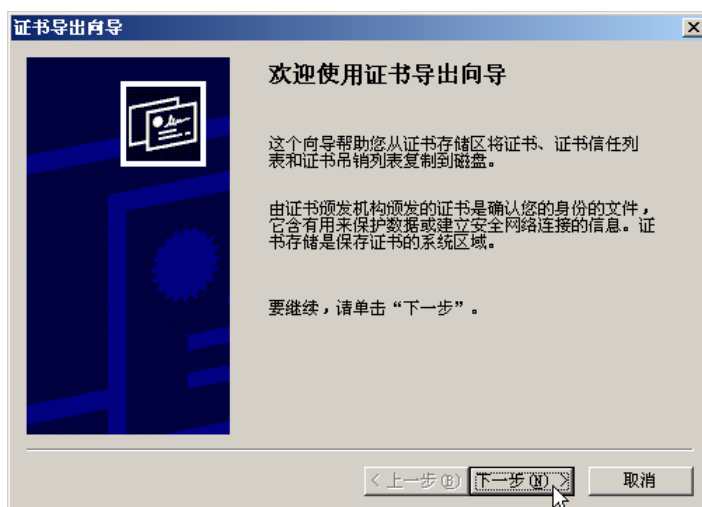 证书导出向导
欢迎使用证书导出向导
这个向导帮助您从证书存储区将证书、证书信任列
表和证书吊销列表复制到磁盘。
由证书颁发机构颁发的证书是确认您的身份的文件，
它含有用来保护数据或建立安全网络连接的信息。证
书存储是保存证书的系统区域。
要继续，请单击“下一步”。
< 上一步(B) 下一步(N) > 取消